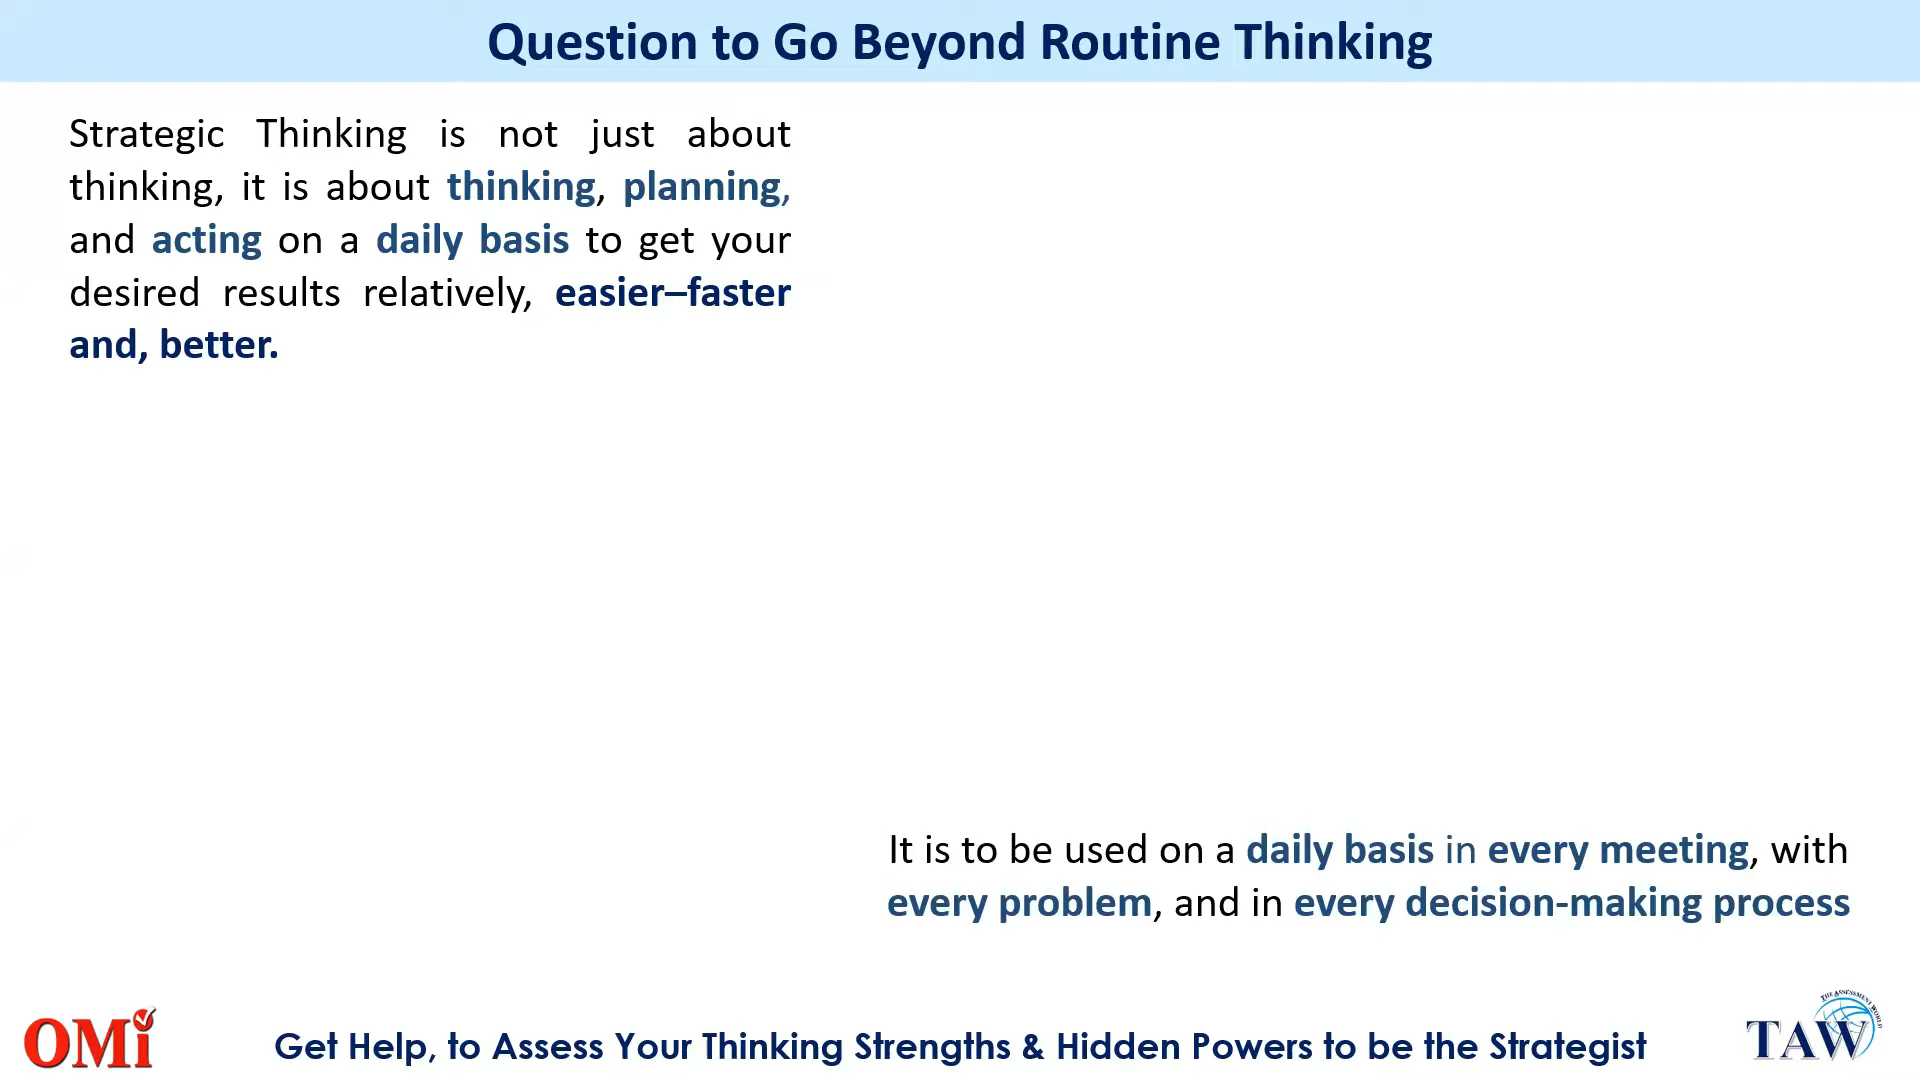 Question to Go Beyond Routine Thinking
Strategic Thinking is not just about
thinking, it is about thinking, planning,
and acting on a daily basis to get your
desired results relatively, easier–faster
and, better.
It is to be used on a daily basis in every meeting, with
every problem, and in every decision-making process
OMi
Get Help, to Assess Your Thinking Strengths & Hidden Powers to be the Strategist
THE ASSESSMENT WORLD
TAW